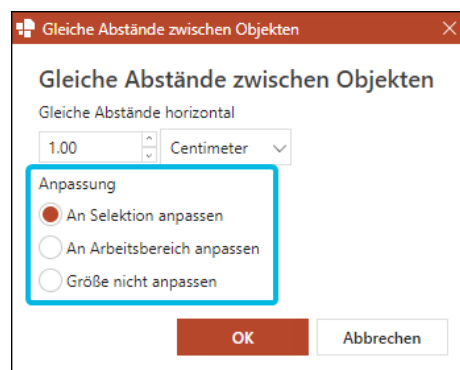 Gleiche Abstände zwischen Objekten
Gleiche Abstände zwischen Objekten
Gleiche Abstände horizontal
1.00 Centimeter
Anpassung
An Selektion anpassen
An Arbeitsbereich anpassen
Größe nicht anpassen
OK Abbrechen